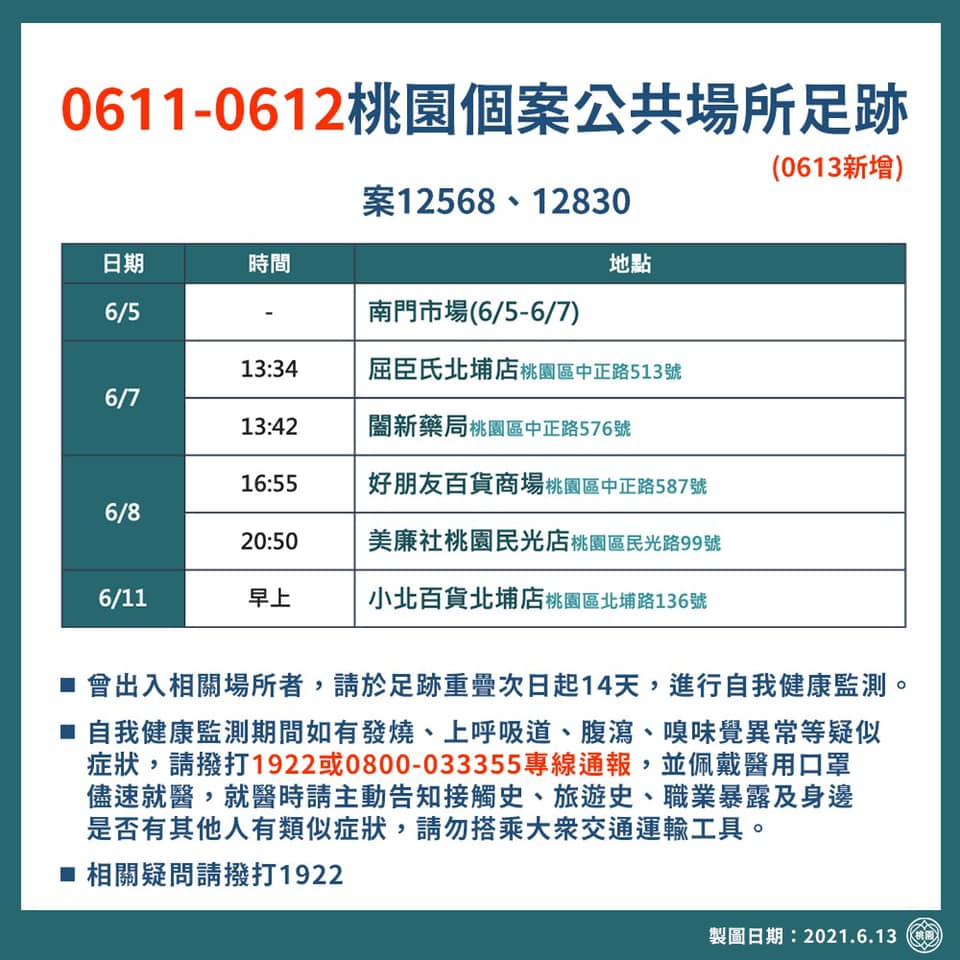 0611-0612桃園個案公共場所足跡
(0613新增)
案12568、12830
日期 時間 地點
6/5 - 南門市場(6/5-6/7)
6/7 13:34 屈臣氏北埔店桃園區中正路513號
13:42 闔新藥局桃園區中正路576號
6/8 16:55 好朋友百貨商場桃園區中正路587號
20:50 美廉社桃園民光店桃園區民光路99號
6/11 早上 小北百貨北埔店桃園區北埔路136號
■ 曾出入相關場所者，請於足跡重疊次日起14天，進行自我健康監測。
■ 自我健康監測期間如有發燒、上呼吸道、腹瀉、嗅味覺異常等疑似
症狀，請撥打1922或0800-033355專線通報，並佩戴醫用口罩
儘速就醫，就醫時請主動告知接觸史、旅遊史、職業暴露及身邊
是否有其他人有類似症狀，請勿搭乘大眾交通運輸工具。
■ 相關疑問請撥打1922
製圖日期：2021.6.13 桃園